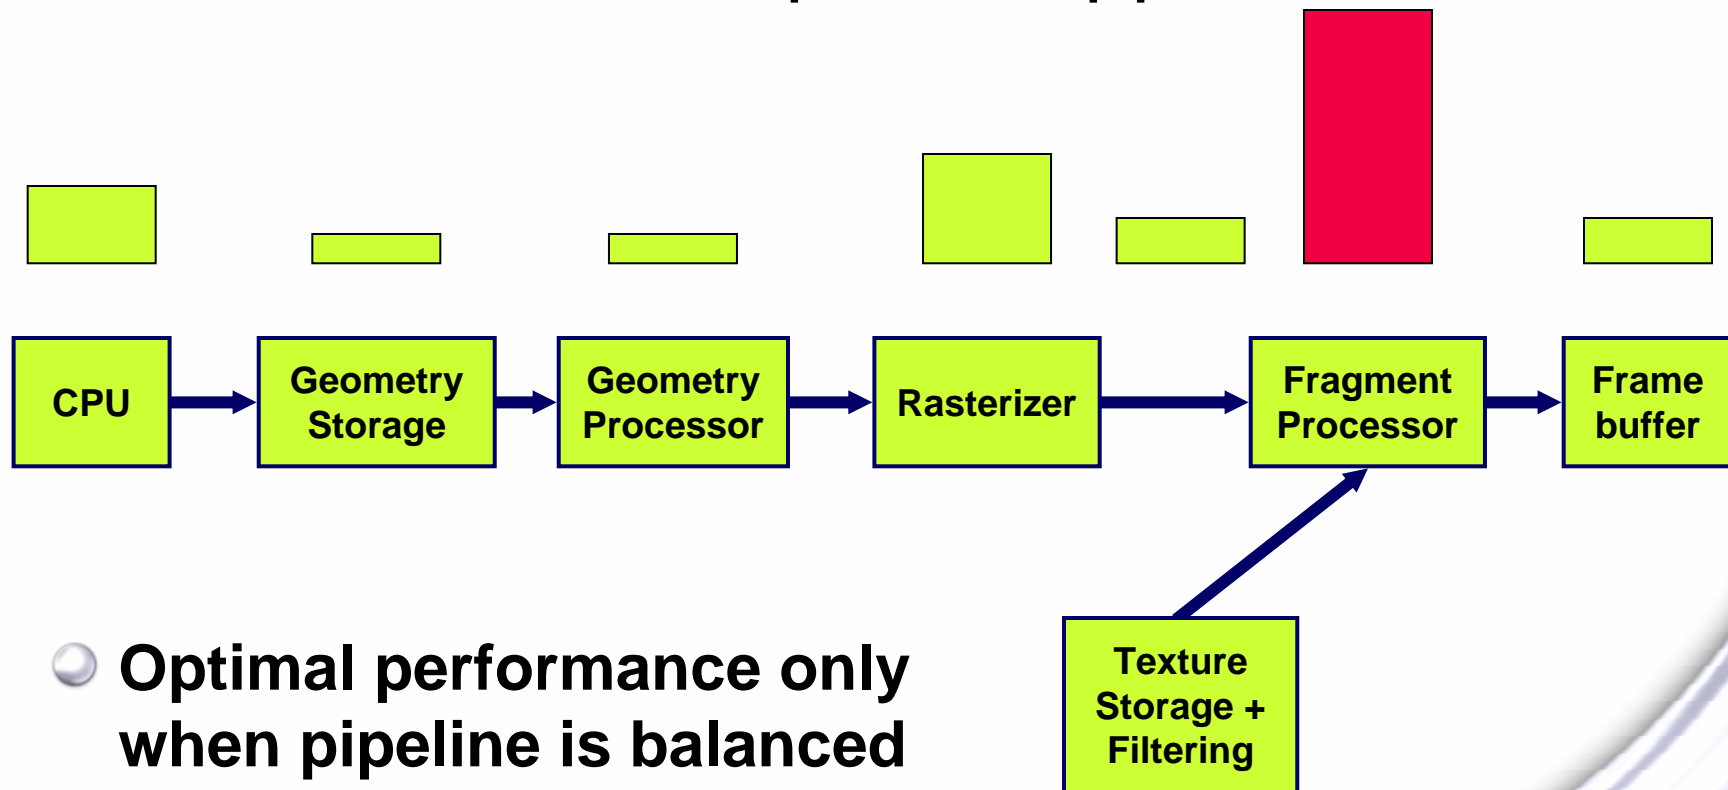 CPU
Geometry
Storage
Geometry
Processor
Rasterizer
Fragment
Processor
Frame
buffer
Texture
Storage +
Filtering
Optimal performance only
when pipeline is balanced